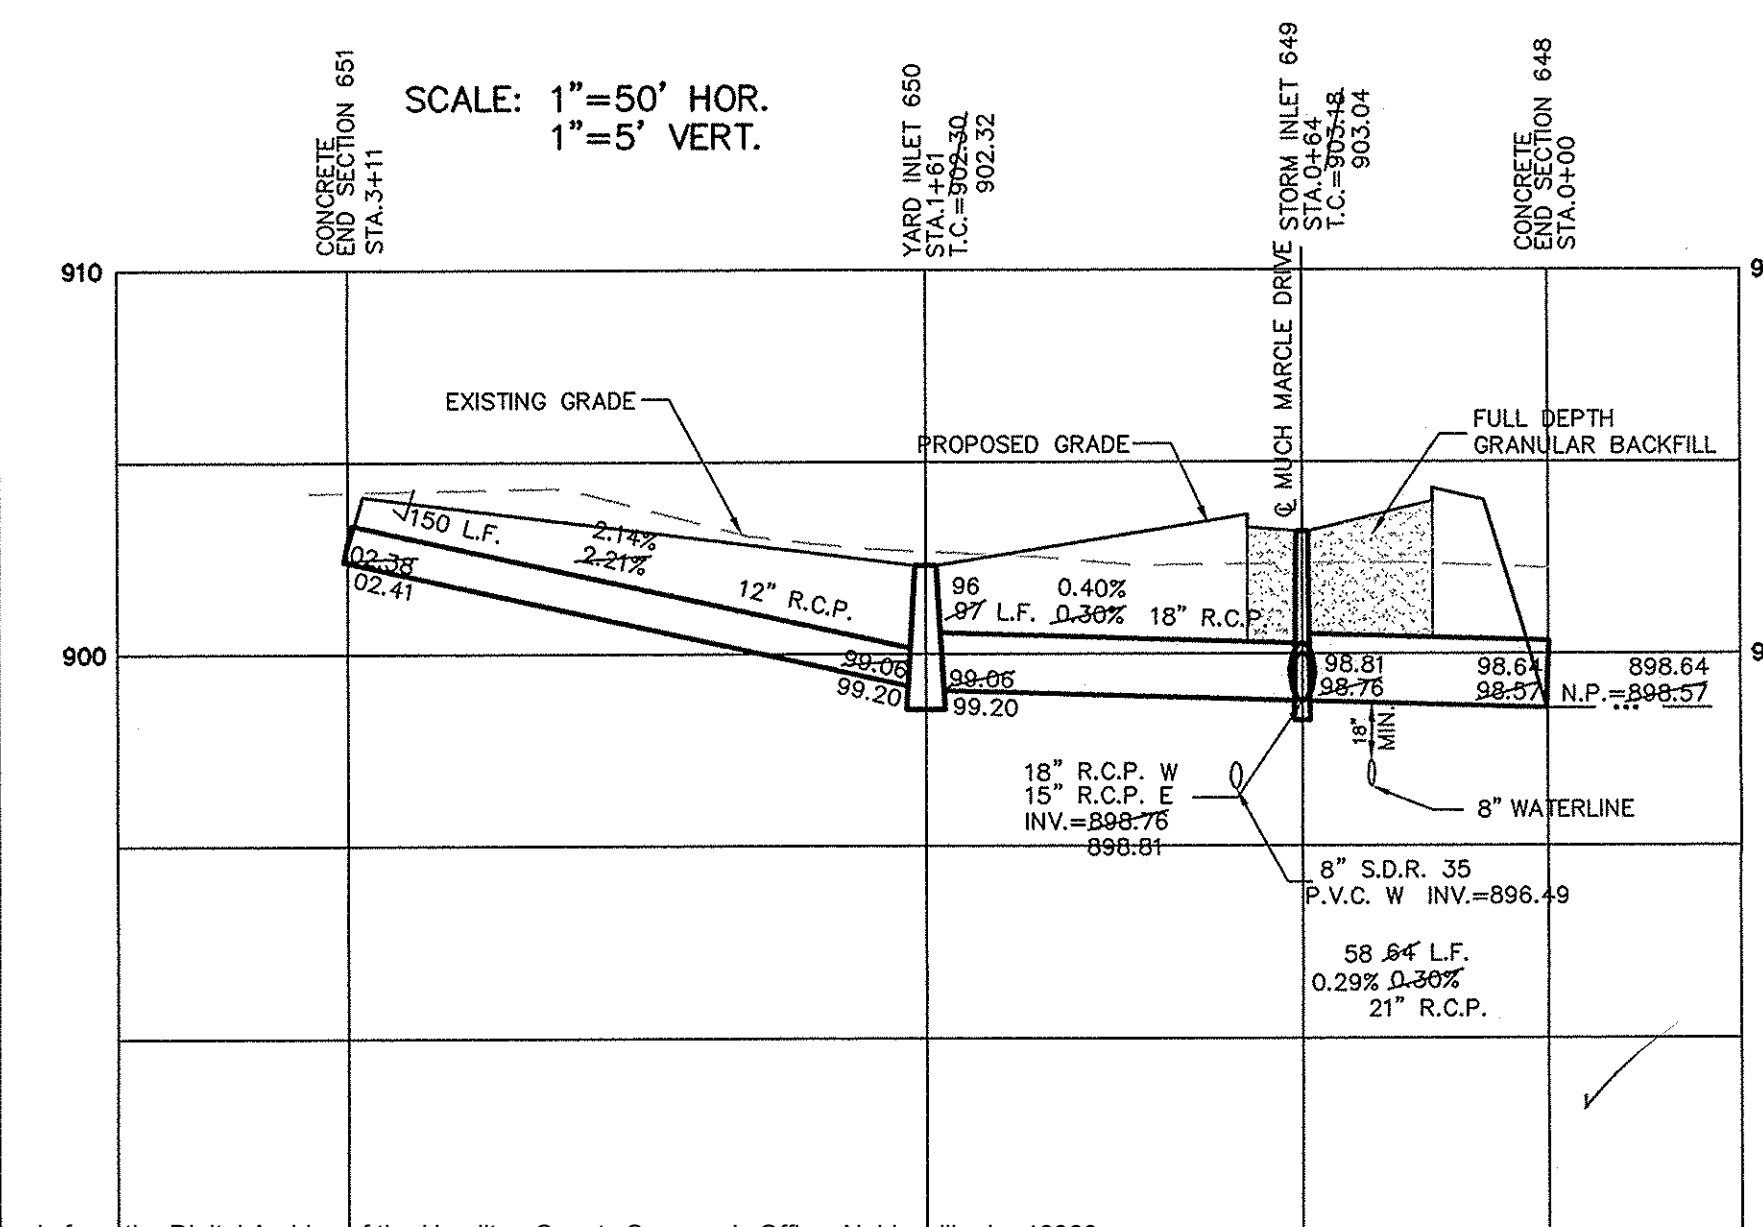 SCALE: 1"=50' HOR.
1"=5' VERT.
CONCRETE
END SECTION 651
STA.3+11
YARD INLET 650
STA.1+61
T.C.=902.30
902.32
℄ MUCH MARCLE DRIVE
STORM INLET 649
STA.0+64
T.C.=903.18
903.04
CONCRETE
END SECTION 648
STA.0+00
910
9
EXISTING GRADE
PROPOSED GRADE
FULL DEPTH
GRANULAR BACKFILL
150 L.F.
2.14%
2.21%
12" R.C.P.
02.38
02.41
96
97 L.F.
0.40%
0.30%
18" R.C.P.
900
9
99.06
99.20
99.06
99.20
98.81
98.76
98.64
98.57
898.64
N.P.=898.57
18"
MIN.
18" R.C.P. W
15" R.C.P. E
INV.=898.76
898.81
8" WATERLINE
8" S.D.R. 35
P.V.C. W INV.=896.49
58 64 L.F.
0.29% 0.30%
21" R.C.P.